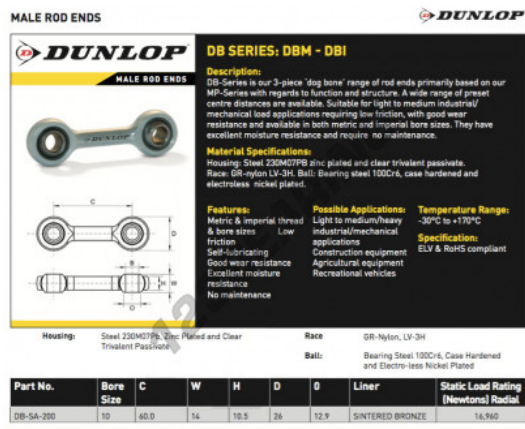 MALE ROD ENDS
DUNLOP
DUNLOP
MALE ROD ENDS
DUNLOP
DB SERIES: DBM - DBI
Description:
DB-Series is our 3-piece "dog bone" range of rod ends primarily based on our
MP-Series with regards to function and structure. A wide range of preset
centre distances are available. Suitable for light to medium industrial/
mechanical load applications requiring low friction, with good wear
resistance and available in both metric and imperial bore sizes. They have
excellent moisture resistance and require no maintenance.
Material Specifications:
Housing: Steel 230M07PB zinc plated and clear trivalent passivate.
Race: GR-nylon LV-3H. Ball: Bearing steel 100Cr6, case hardened and
electroless nickel plated.
Features:
Metric & imperial thread
& bore sizes Low
friction
Self-lubricating
Good wear resistance
Excellent moisture
resistance
No maintenance
Possible Applications:
Light to medium/heavy
industrial/mechanical
applications
Construction equipment
Agricultural equipment
Recreational vehicles
Temperature Range:
-30°C to +170°C
Specification:
ELV & RoHS compliant
C
D
B
H
W
O
Housing: Steel 230M07Pb, Zinc Plated and Clear
Trivalent Passivate
Race GR-Nylon, LV-3H
Ball: Bearing Steel 100Cr6, Case Hardened
and Electro-less Nickel Plated
Part No. Bore Size C W H D O Liner Static Load Rating (Newtons) Radial
DB-SA-200 10 60.0 14 10.5 26 12.9 SINTERED BRONZE 16,960